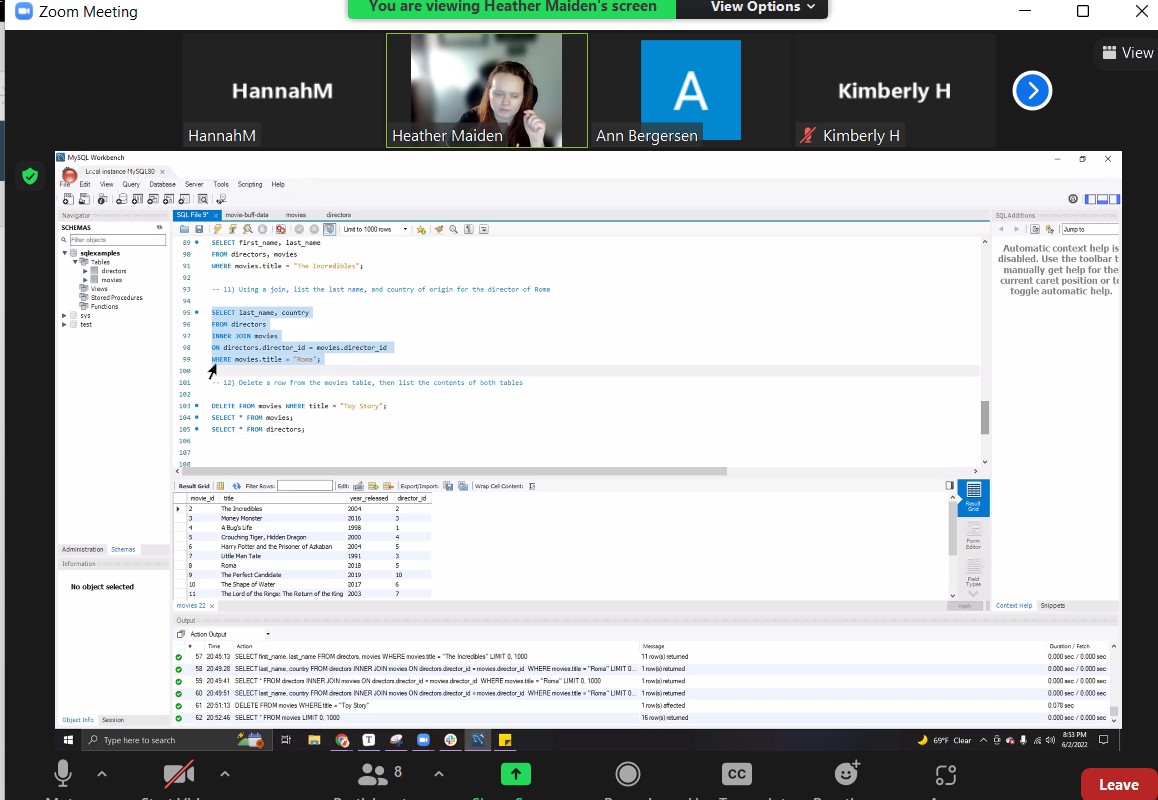 Zoom Meeting
You are viewing Heather Maiden's screen
View Options
View
HannahM
HannahM
Heather Maiden
A
Ann Bergersen
Kimberly H
Kimberly H
MySQL Workbench
Local instance MySQL80
File Edit View Query Database Server Tools Scripting Help
Navigator
SCHEMAS
Filter objects
sqlexamples
Tables
directors
movies
Views
Stored Procedures
Functions
sys
test
Administration Schemas
Information
No object selected
Object Info Session
SQL File 9* movie-buff-data movies directors
Limit to 1000 rows
89 SELECT first_name, last_name
90 FROM directors, movies
91 WHERE movies.title = "The Incredibles";
92
93 -- 11) Using a join, list the last name, and country of origin for the director of Roma
94
95 SELECT last_name, country
96 FROM directors
97 INNER JOIN movies
98 ON directors.director_id = movies.director_id
99 WHERE movies.title = "Roma";
100
101 -- 12) Delete a row from the movies table, then list the contents of both tables
102
103 DELETE FROM movies WHERE title = "Toy Story";
104 SELECT * FROM movies;
105 SELECT * FROM directors;
106
107
108
Result Grid Filter Rows: Edit: Export/Import: Wrap Cell Content:
movie_id title year_released director_id
2 The Incredibles 2004 2
3 Money Monster 2016 3
4 A Bug's Life 1998 1
5 Crouching Tiger, Hidden Dragon 2000 4
6 Harry Potter and the Prisoner of Azkaban 2004 5
7 Little Man Tate 1991 3
8 Roma 2018 5
9 The Perfect Candidate 2019 10
10 The Shape of Water 2017 6
11 The Lord of the Rings: The Return of the King 2003 7
movies 22
Result Grid
Form Editor
Field Types
Apply
SQLAdditions
Jump to
Automatic context help is
disabled. Use the toolbar t
manually get help for the
current caret position or to
toggle automatic help.
Context Help Snippets
Output
Action Output
# Time Action Message Duration / Fetch
57 20:45:13 SELECT first_name, last_name FROM directors, movies WHERE movies.title = "The Incredibles" LIMIT 0, 1000 11 row(s) returned 0.000 sec / 0.000 sec
58 20:49:28 SELECT last_name, country FROM directors INNER JOIN movies ON directors.director_id = movies.director_id WHERE movies.title = "Roma" LIMIT 0... 1 row(s) returned 0.000 sec / 0.000 sec
59 20:49:41 SELECT * FROM directors INNER JOIN movies ON directors.director_id = movies.director_id WHERE movies.title = "Roma" LIMIT 0, 1000 1 row(s) returned 0.000 sec / 0.000 sec
60 20:49:51 SELECT last_name, country FROM directors INNER JOIN movies ON directors.director_id = movies.director_id WHERE movies.title = "Roma" LIMIT 0... 1 row(s) returned 0.000 sec / 0.000 sec
61 20:51:13 DELETE FROM movies WHERE title = "Toy Story" 1 row(s) affected 0.078 sec
62 20:52:46 SELECT * FROM movies LIMIT 0, 1000 16 row(s) returned 0.000 sec / 0.000 sec
Type here to search
69°F Clear
8:53 PM
6/2/2022
8
CC
Leave